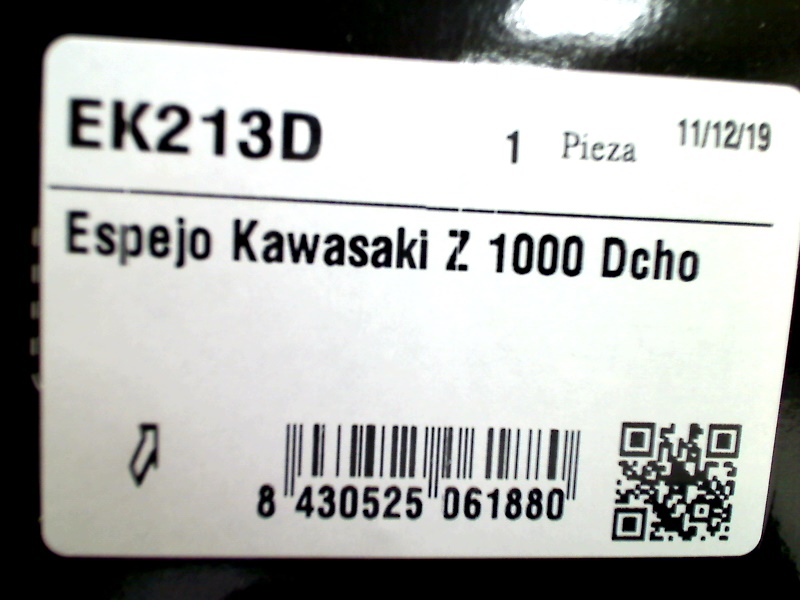 EK213D 1 Pieza 11/12/19
Espejo Kawasaki Z 1000 Dcho
8 430525 061880